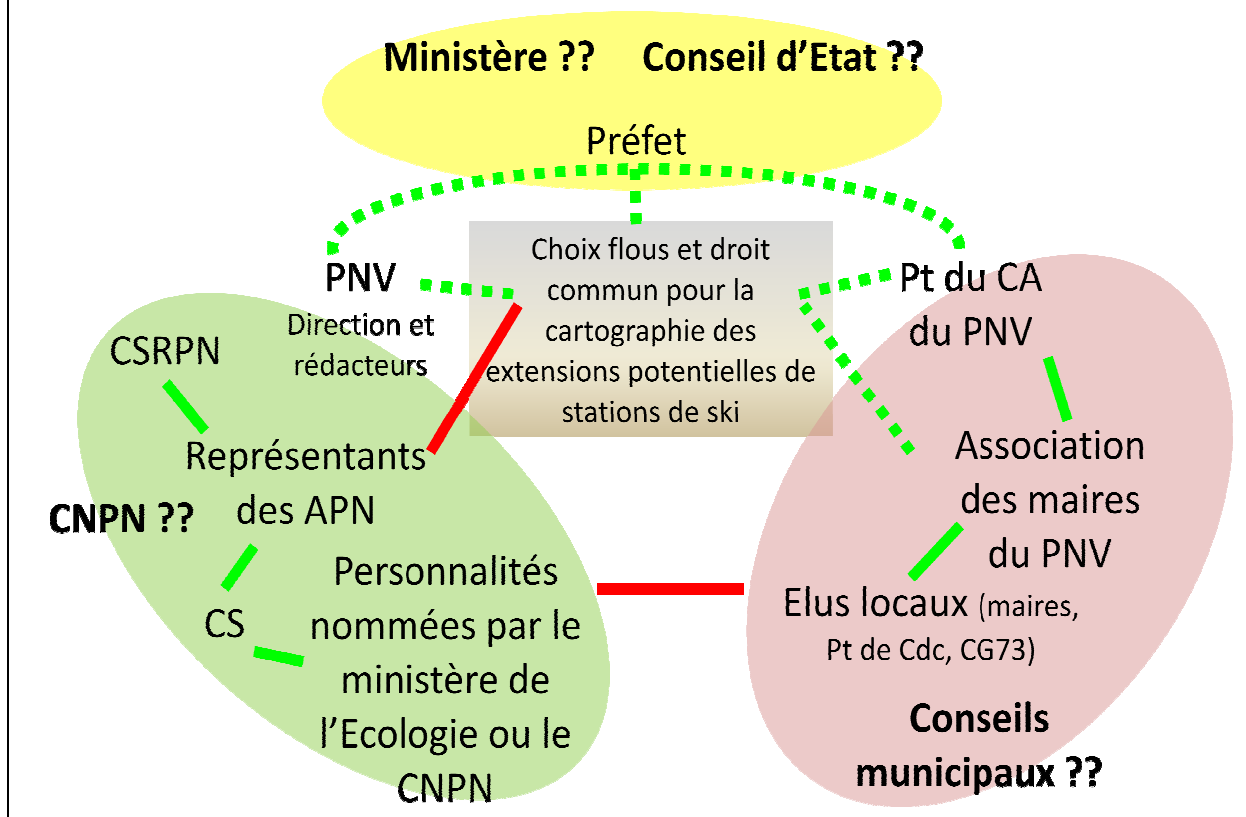 Ministère ?? Conseil d'Etat ??
Préfet
PNV
Direction et
rédacteurs
Choix flous et droit
commun pour la
cartographie des
extensions potentielles de
stations de ski
Pt du CA
du PNV
CSRPN
Représentants
des APN
CNPN ??
CS
Personnalités
nommées par le
ministère de
l'Ecologie ou le
CNPN
Association
des maires
du PNV
Elus locaux (maires,
Pt de Cdc, CG73)
Conseils
municipaux ??